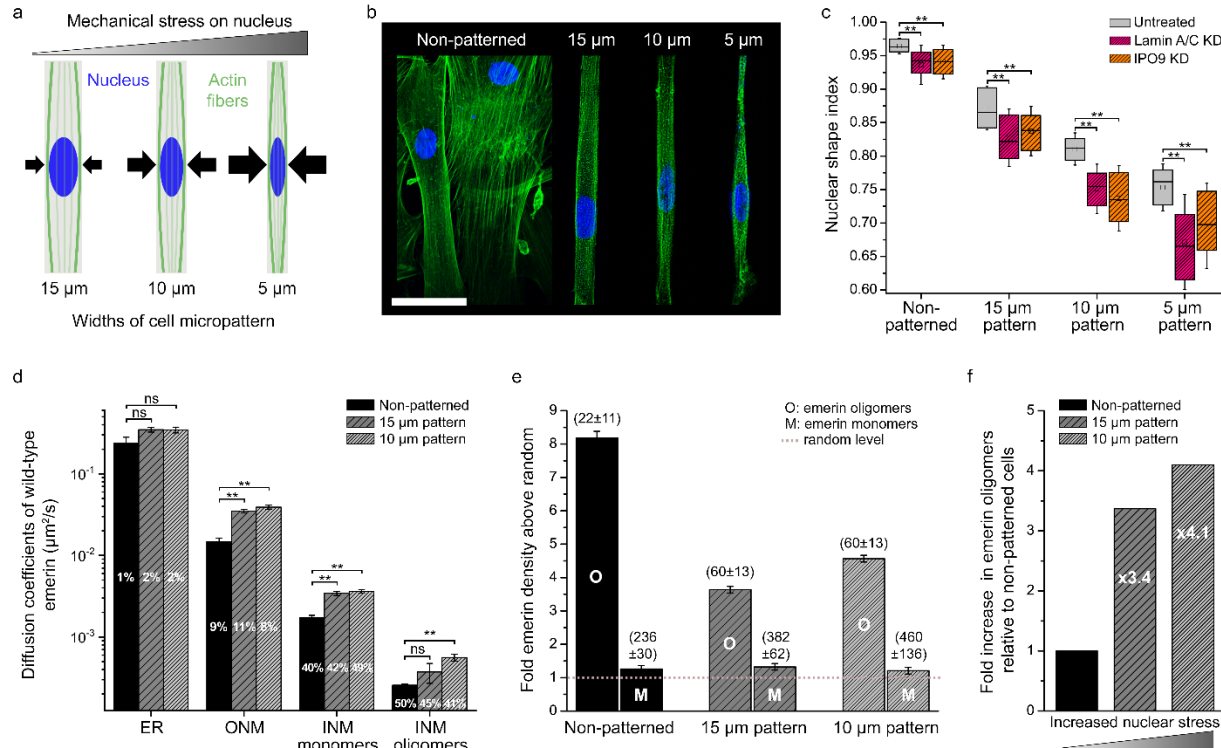 a
Mechanical stress on nucleus
Nucleus
Actin
fibers
15 µm
10 µm
5 µm
Widths of cell micropattern
b
Non-patterned
15 µm
10 µm
5 µm
c
Untreated
Lamin A/C KD
IPO9 KD
Nuclear shape index
1.00
0.95
0.90
0.85
0.80
0.75
0.70
0.65
0.60
**
**
**
**
**
**
**
**
Non-
patterned
15 µm
pattern
10 µm
pattern
5 µm
pattern
d
Non-patterned
15 µm pattern
10 µm pattern
Diffusion coefficients of wild-type
emerin (µm²/s)
10⁻¹
10⁻²
10⁻³
ns
ns
**
**
**
**
**
ns
1%
2%
2%
9%
11%
8%
40%
42%
49%
50%
45%
41%
ER
ONM
INM
monomers
INM
oligomers
e
O: emerin oligomers
M: emerin monomers
random level
Fold emerin density above random
9
8
7
6
5
4
3
2
1
0
(22±11)
O
(236
±30)
M
(60±13)
O
(382
±62)
M
(60±13)
O
(460
±136)
M
Non-patterned
15 µm pattern
10 µm pattern
f
Non-patterned
15 µm pattern
10 µm pattern
Fold increase in emerin oligomers
relative to non-patterned cells
5
4
3
2
1
0
x3.4
x4.1
Increased nuclear stress